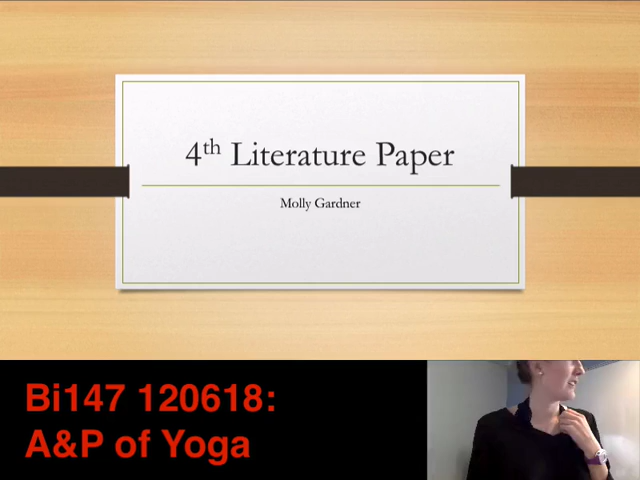 4th Literature Paper
Molly Gardner
Bi147 120618:
A&P of Yoga